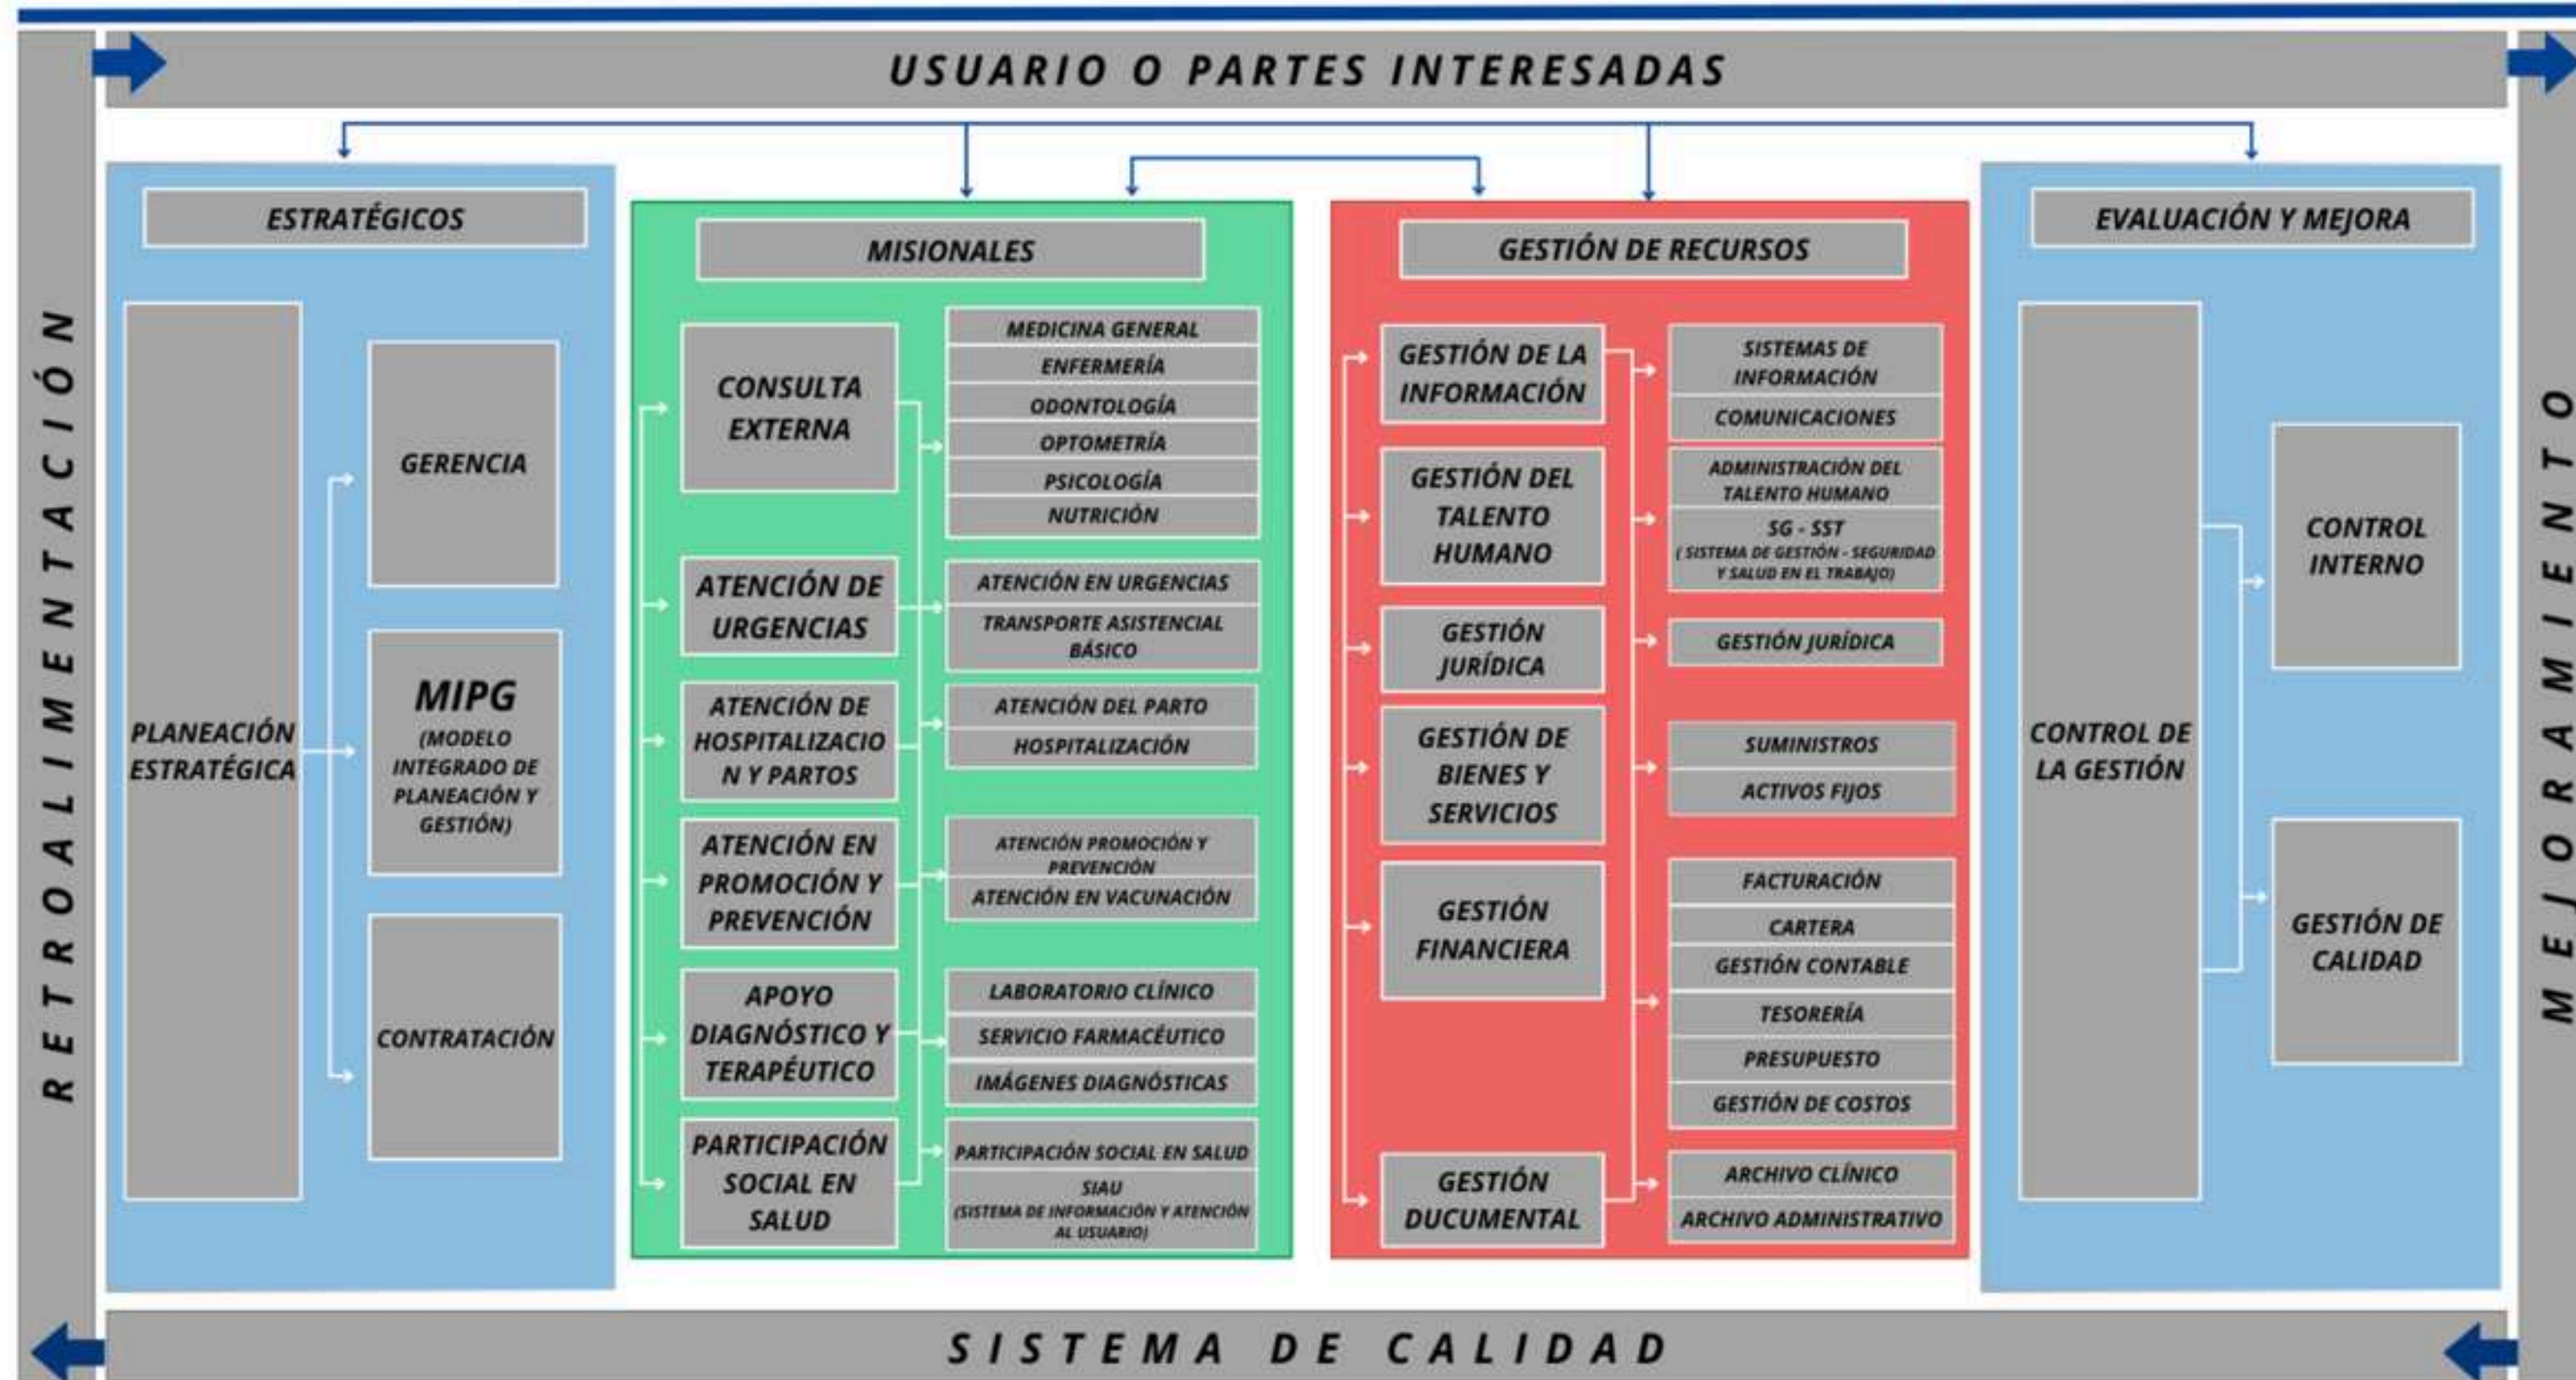 USUARIO O PARTES INTERESADAS
RETROALIMENTACIÓN
ESTRATÉGICOS
PLANEACIÓN
ESTRATÉGICA
GERENCIA
MIPG
(MODELO
INTEGRADO DE
PLANEACIÓN Y
GESTIÓN)
CONTRATACIÓN
MISIONALES
CONSULTA
EXTERNA
MEDICINA GENERAL
ENFERMERÍA
ODONTOLOGÍA
OPTOMETRÍA
PSICOLOGÍA
NUTRICIÓN
ATENCIÓN DE
URGENCIAS
ATENCIÓN EN URGENCIAS
TRANSPORTE ASISTENCIAL
BÁSICO
ATENCIÓN DE
HOSPITALIZACIO
N Y PARTOS
ATENCIÓN DEL PARTO
HOSPITALIZACIÓN
ATENCIÓN EN
PROMOCIÓN Y
PREVENCIÓN
ATENCIÓN PROMOCIÓN Y
PREVENCIÓN
ATENCIÓN EN VACUNACIÓN
APOYO
DIAGNÓSTICO Y
TERAPÉUTICO
LABORATORIO CLÍNICO
SERVICIO FARMACÉUTICO
IMÁGENES DIAGNÓSTICAS
PARTICIPACIÓN
SOCIAL EN
SALUD
PARTICIPACIÓN SOCIAL EN SALUD
SIAU
(SISTEMA DE INFORMACIÓN Y ATENCIÓN
AL USUARIO)
GESTIÓN DE RECURSOS
GESTIÓN DE LA
INFORMACIÓN
SISTEMAS DE
INFORMACIÓN
COMUNICACIONES
GESTIÓN DEL
TALENTO
HUMANO
ADMINISTRACIÓN DEL
TALENTO HUMANO
SG - SST
( SISTEMA DE GESTIÓN - SEGURIDAD
Y SALUD EN EL TRABAJO)
GESTIÓN
JURÍDICA
GESTIÓN JURÍDICA
GESTIÓN DE
BIENES Y
SERVICIOS
SUMINISTROS
ACTIVOS FIJOS
GESTIÓN
FINANCIERA
FACTURACIÓN
CARTERA
GESTIÓN CONTABLE
TESORERÍA
PRESUPUESTO
GESTIÓN DE COSTOS
GESTIÓN
DUCUMENTAL
ARCHIVO CLÍNICO
ARCHIVO ADMINISTRATIVO
EVALUACIÓN Y MEJORA
CONTROL DE
LA GESTIÓN
CONTROL
INTERNO
GESTIÓN DE
CALIDAD
MEJORAMIENTO
SISTEMA DE CALIDAD